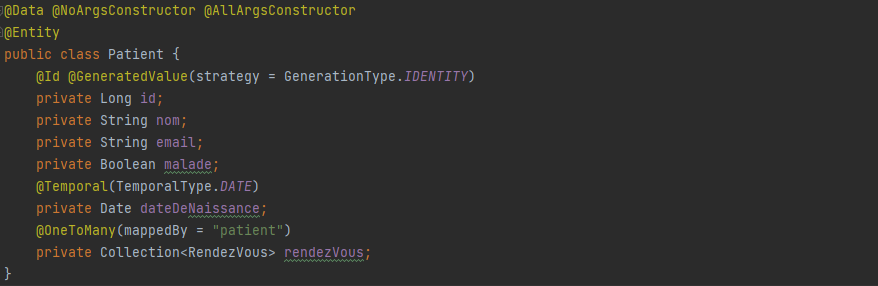 @Data @NoArgsConstructor @AllArgsConstructor
@Entity
public class Patient {
@Id @GeneratedValue(strategy = GenerationType.IDENTITY)
private Long id;
private String nom;
private String email;
private Boolean malade;
@Temporal(TemporalType.DATE)
private Date dateDeNaissance;
@OneToMany(mappedBy = "patient")
private Collection<RendezVous> rendezVous;
}